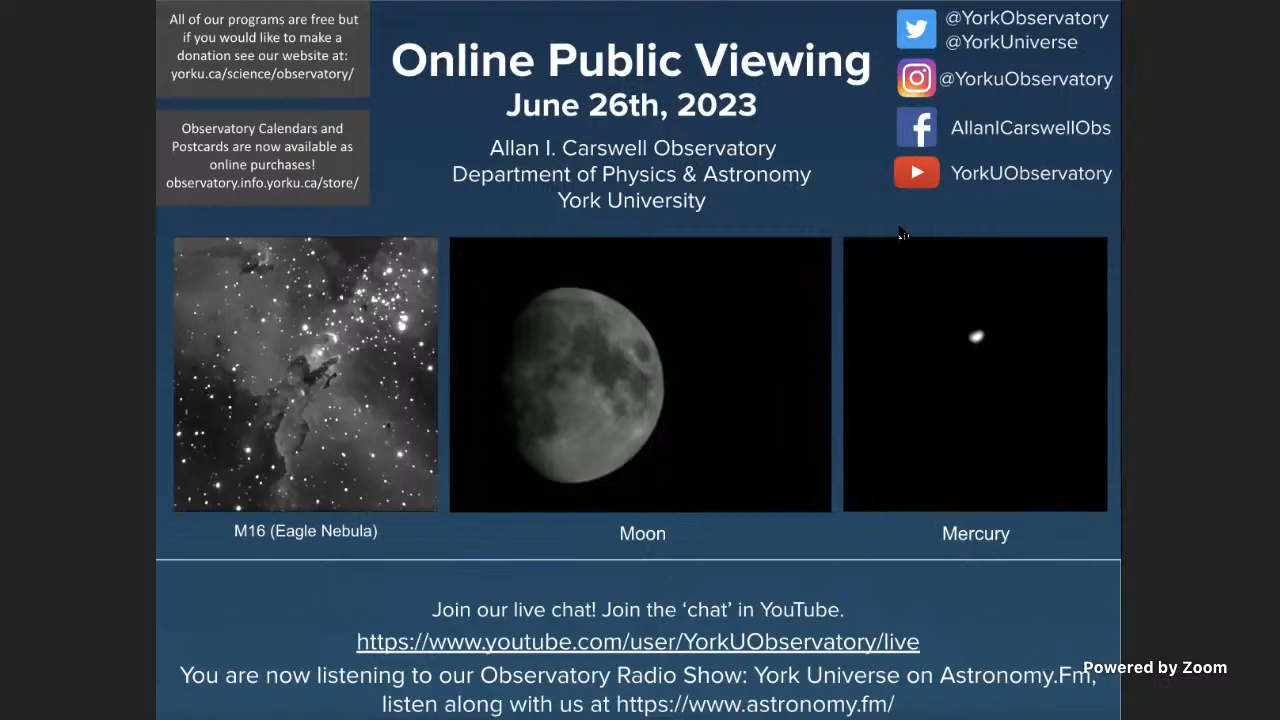 All of our programs are free but
if you would like to make a
donation see our website at:
yorku.ca/science/observatory/
Observatory Calendars and
Postcards are now available as
online purchases!
observatory.info.yorku.ca/store/
Online Public Viewing
June 26th, 2023
Allan I. Carswell Observatory
Department of Physics & Astronomy
York University
@YorkObservatory
@YorkUniverse
@YorkuObservatory
AllanICarswellObs
YorkUObservatory
M16 (Eagle Nebula)
Moon
Mercury
Join our live chat! Join the ‘chat’ in YouTube.
https://www.youtube.com/user/YorkUObservatory/live
You are now listening to our Observatory Radio Show: York Universe on Astronomy.Fm,
listen along with us at https://www.astronomy.fm/
Powered by Zoom